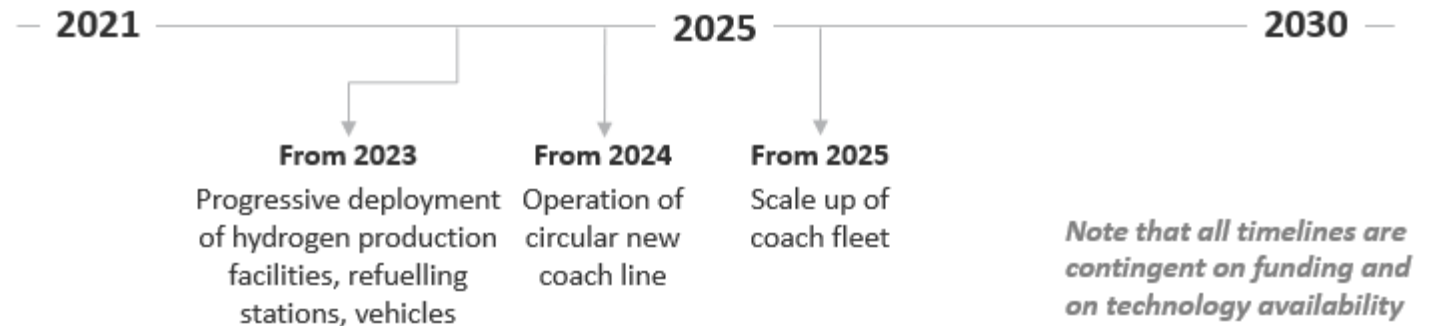 2021
2025
2030
From 2023
Progressive deployment
of hydrogen production
facilities, refuelling
stations, vehicles
From 2024
Operation of
circular new
coach line
From 2025
Scale up of
coach fleet
Note that all timelines are
contingent on funding and
on technology availability